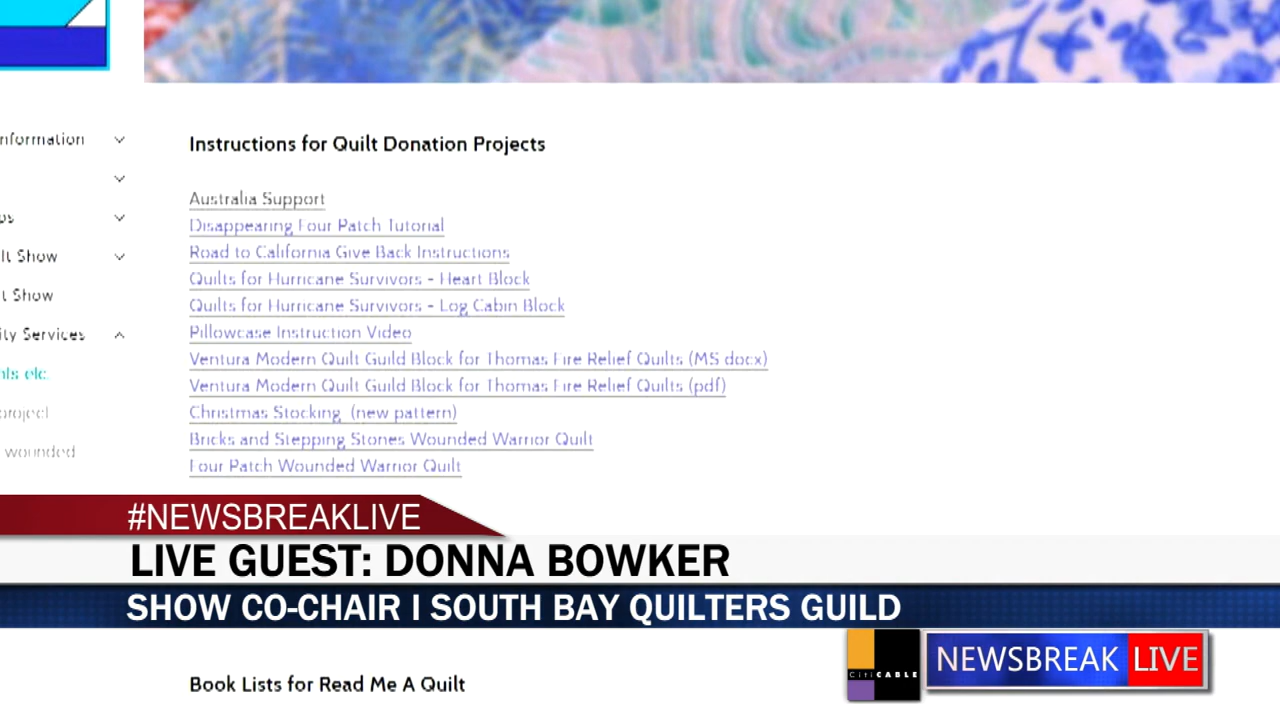 Instructions for Quilt Donation Projects
Australia Support
Disappearing Four Patch Tutorial
Road to California Give Back Instructions
Quilts for Hurricane Survivors - Heart Block
Quilts for Hurricane Survivors - Log Cabin Block
Pillowcase Instruction Video
Ventura Modern Quilt Guild Block for Thomas Fire Relief Quilts (MS docx)
Ventura Modern Quilt Guild Block for Thomas Fire Relief Quilts (pdf)
Christmas Stocking (new pattern)
Bricks and Stepping Stones Wounded Warrior Quilt
Four Patch Wounded Warrior Quilt
nformation
ps
lt Show
t Show
ity Services
nts etc.
project
wounded
#NEWSBREAKLIVE
LIVE GUEST: DONNA BOWKER
SHOW CO-CHAIR | SOUTH BAY QUILTERS GUILD
CitiCABLE
NEWSBREAK LIVE
Book Lists for Read Me A Quilt